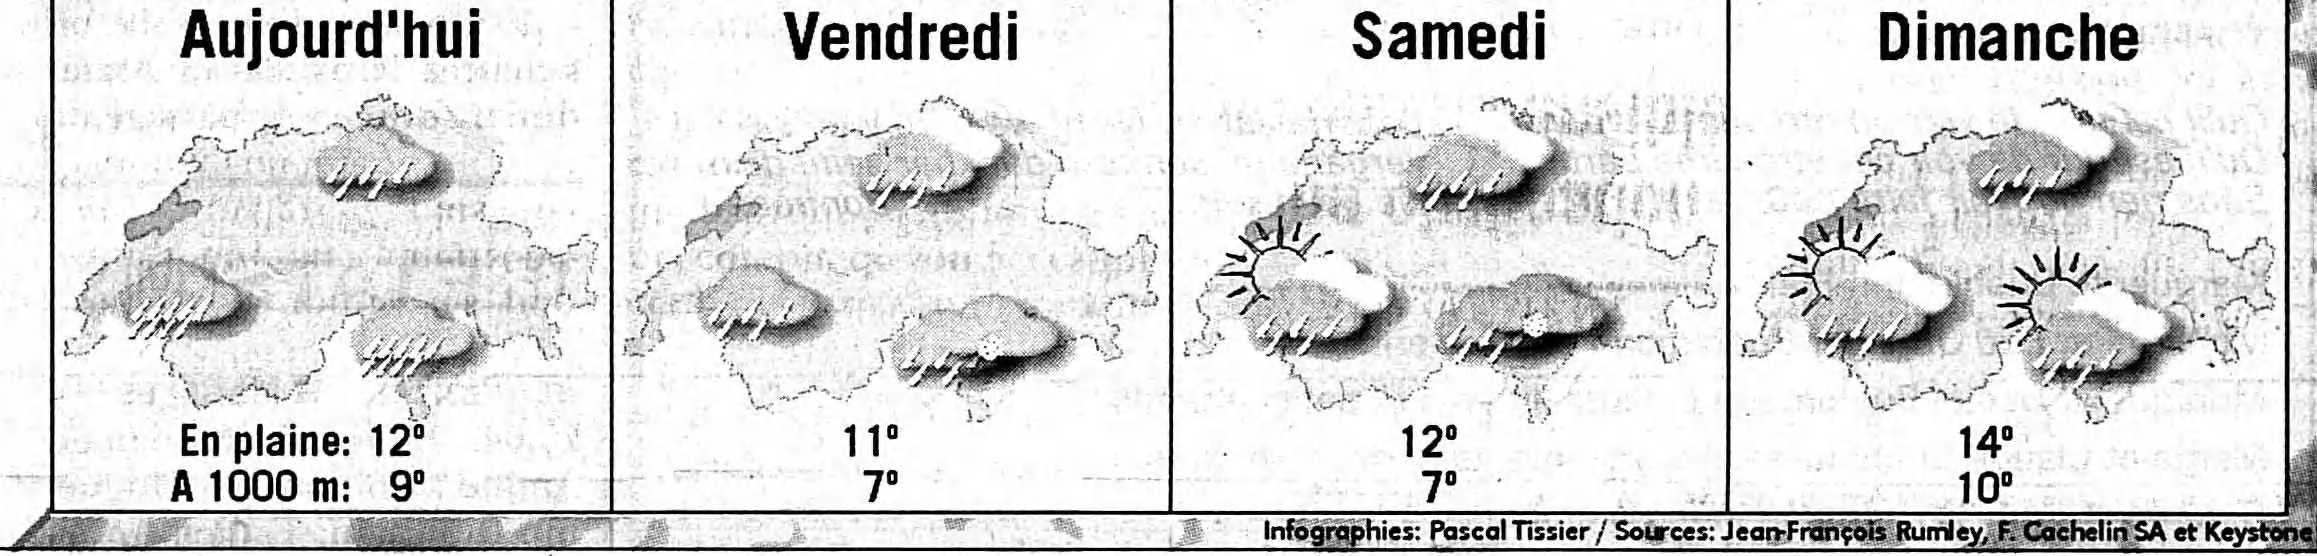 Aujourd'hui
En plaine: 12°
A 1000 m: 9°
Vendredi
11°
7°
Samedi
12°
7°
Dimanche
14°
10°
Infographies: Pascal Tissier / Sources: Jean-François Rumley, F. Cachelin SA et Keystone